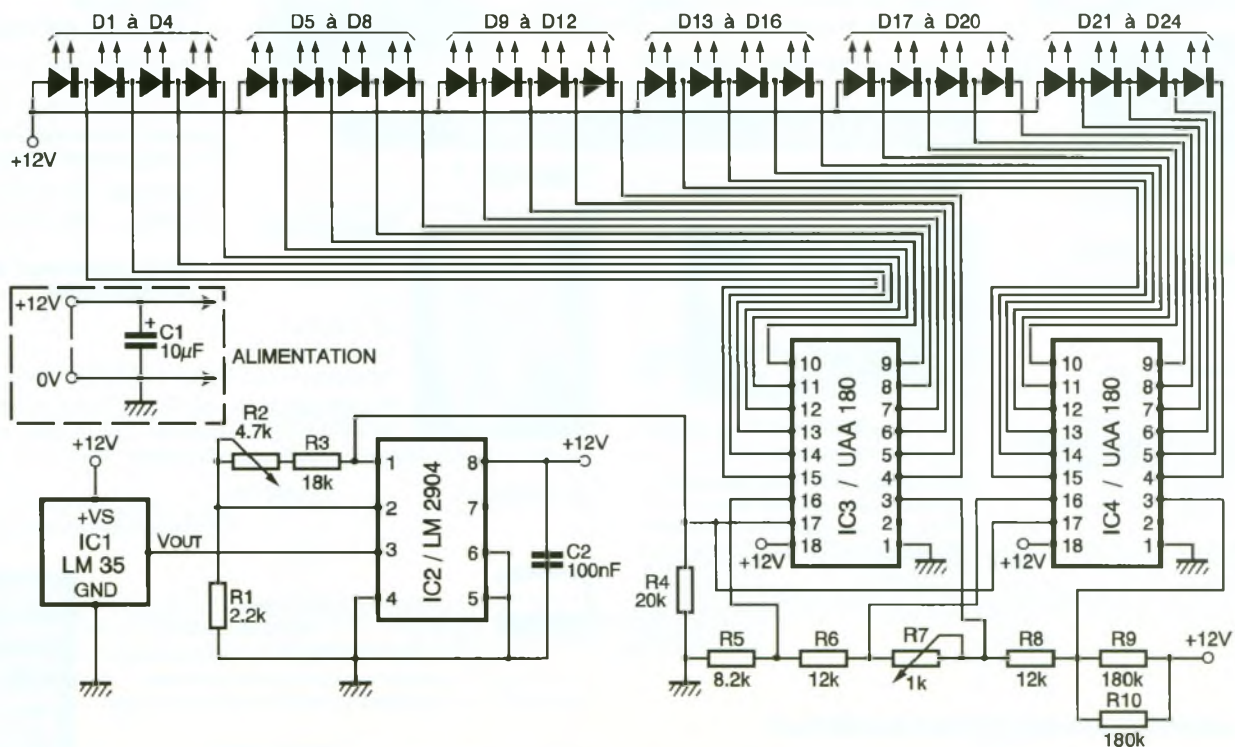 D1 à D4 D5 à D8 D9 à D12 D13 à D16 D17 à D20 D21 à D24
+12V
+12V
C1
10µF
+
0V
ALIMENTATION
+12V
+VS
IC1
LM 35
GND
VOUT
R2
4.7k
R3
18k
R1
2.2k
1
2
3
4
IC2 / LM 2904
8
7
6
5
+12V
C2
100nF
R4
20k
10
11
12
13
14
15
16
17
18
IC3 / UAA 180
9
8
7
6
5
4
3
2
1
+12V
10
11
12
13
14
15
16
17
18
IC4 / UAA 180
9
8
7
6
5
4
3
2
1
+12V
R5
8.2k
R6
12k
R7
1k
R8
12k
R9
180k
R10
180k
+12V